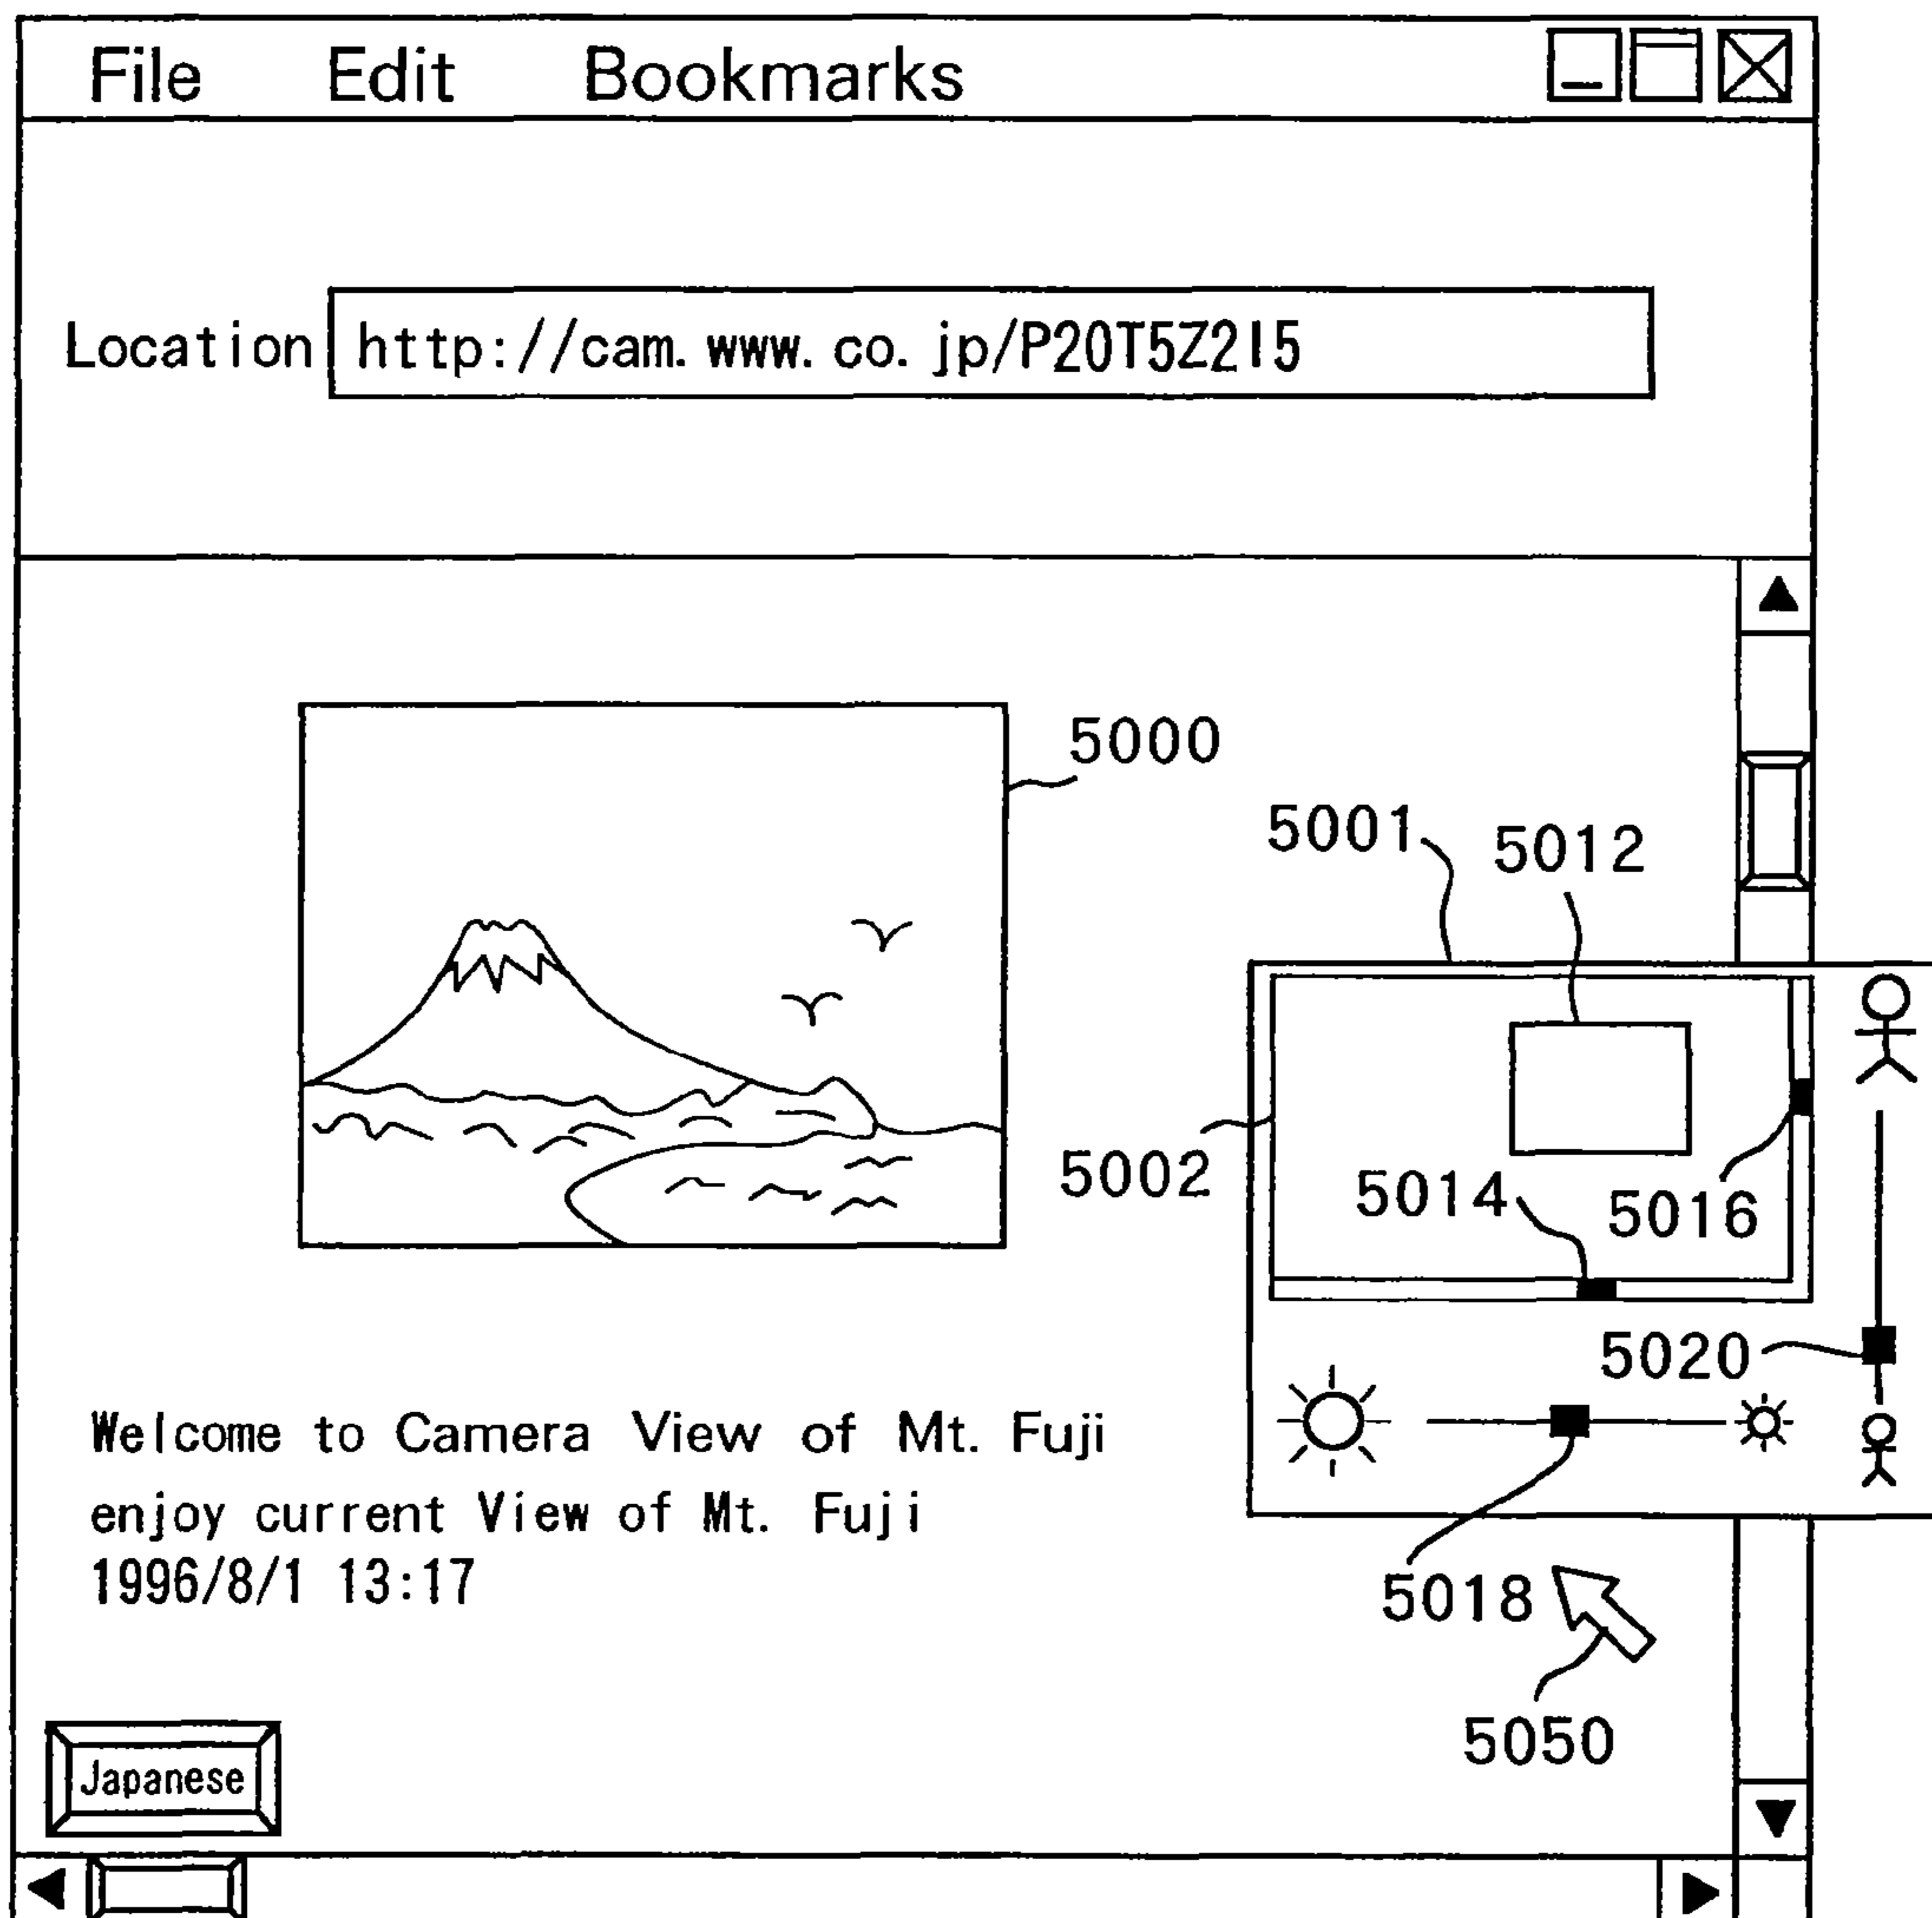 File Edit Bookmarks
Location http://cam.www.co.jp/P20T5Z2I5
5000
5001
5012
5002
5014
5016
5020
Welcome to Camera View of Mt. Fuji
enjoy current View of Mt. Fuji
1996/8/1 13:17
5018
5050
Japanese